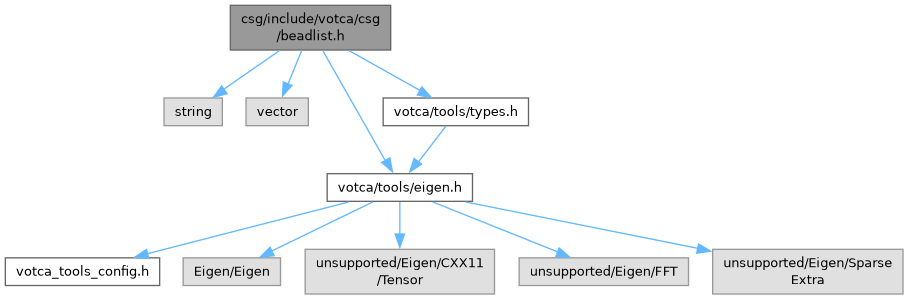 csg/include/votca/csg
/beadlist.h
string
vector
votca/tools/types.h
votca/tools/eigen.h
votca_tools_config.h
Eigen/Eigen
unsupported/Eigen/CXX11
/Tensor
unsupported/Eigen/FFT
unsupported/Eigen/Sparse
Extra